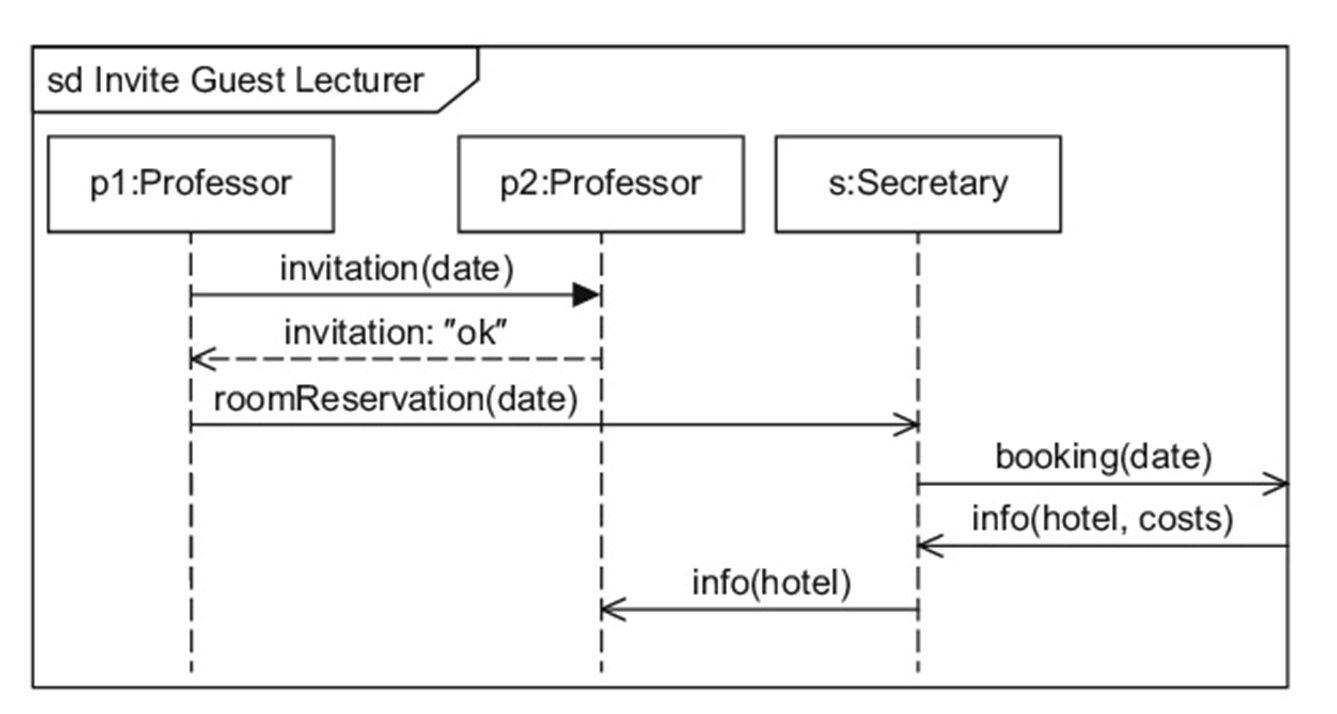 sd Invite Guest Lecturer
p1:Professor
p2:Professor
s:Secretary
invitation(date)
invitation: "ok"
roomReservation(date)
booking(date)
info(hotel, costs)
info(hotel)